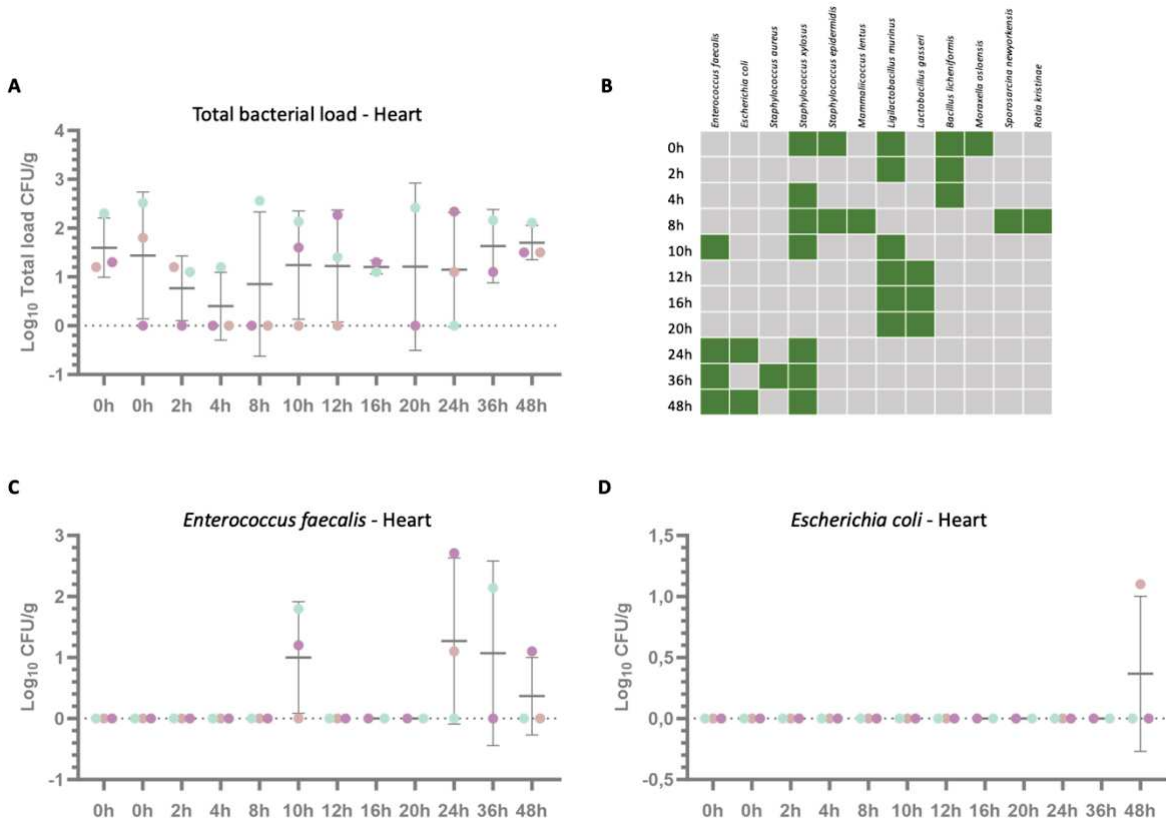 A
Total bacterial load - Heart
Log10 Total load CFU/g
4
3
2
1
0
-1
0h 0h 2h 4h 8h 10h 12h 16h 20h 24h 36h 48h
B
Enterococcus faecalis
Escherichia coli
Staphylococcus aureus
Staphylococcus xylosus
Staphylococcus epidermidis
Mammaliicoccus lentus
Ligilactobacillus murinus
Lactobacillus gasseri
Bacillus licheniformis
Moraxella osloensis
Sporosarcina newyorkensis
Rotia kristinae
0h
2h
4h
8h
10h
12h
16h
20h
24h
36h
48h
C
Enterococcus faecalis - Heart
Log10 CFU/g
3
2
1
0
-1
0h 0h 2h 4h 8h 10h 12h 16h 20h 24h 36h 48h
D
Escherichia coli - Heart
Log10 CFU/g
1,5
1,0
0,5
0,0
-0,5
0h 0h 2h 4h 8h 10h 12h 16h 20h 24h 36h 48h